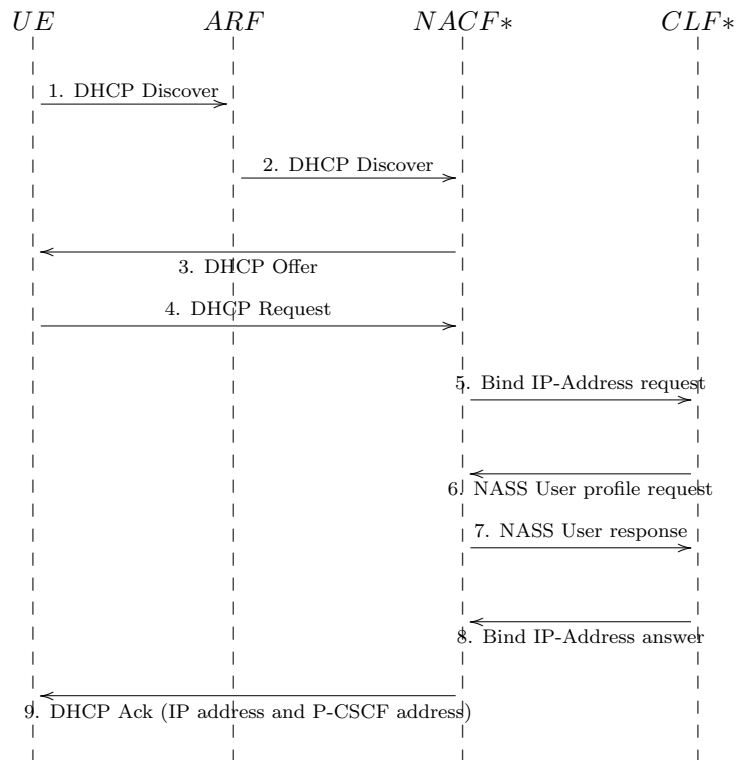 UE ARF NACF* CLF*
1. DHCP Discover
2. DHCP Discover
3. DHCP Offer
4. DHCP Request
5. Bind IP-Address request
6. NASS User profile request
7. NASS User response
8. Bind IP-Address answer
9. DHCP Ack (IP address and P-CSCF address)